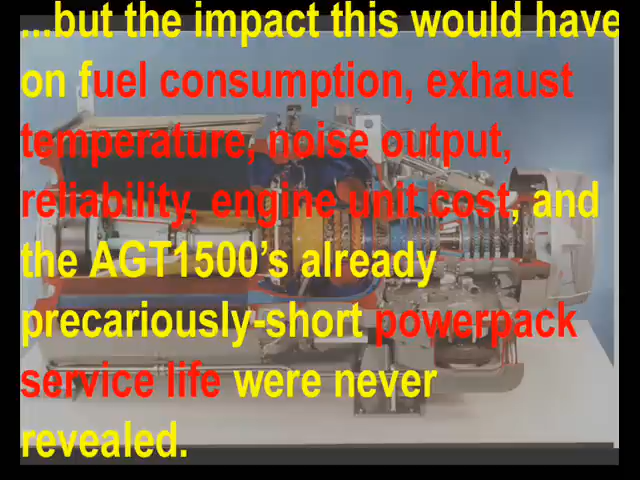 ...but the impact this would have
on fuel consumption, exhaust
temperature, noise output,
reliability, engine unit cost, and
the AGT1500’s already
precariously-short powerpack
service life were never
revealed.